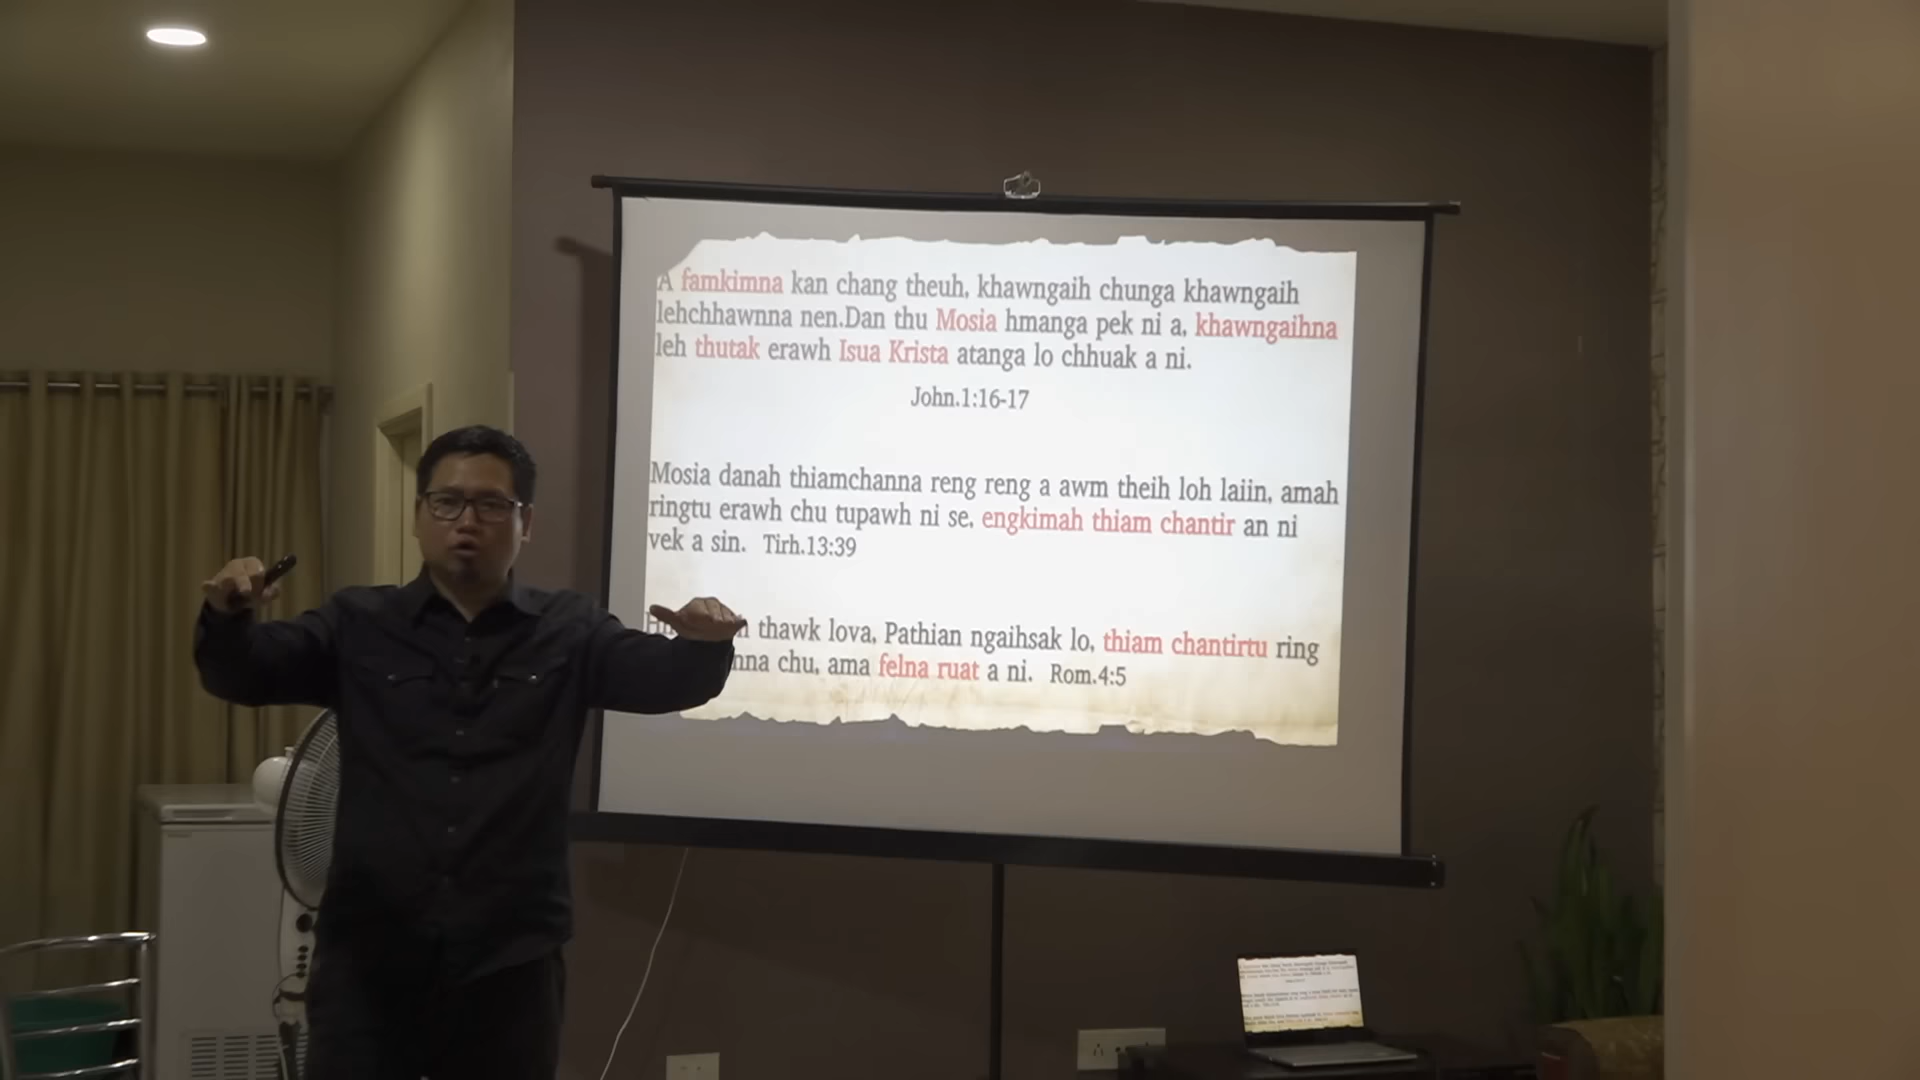 A famkimna kan chang theuh, khawngaih chunga khawngaih
lehchhawnna nen.Dan thu Mosia hmanga pek ni a, khawngaihna
leh thutak erawh Isua Krista atanga lo chhuak a ni.
John.1:16-17
Mosia danah thiamchanna reng reng a awm theih loh laiin, amah
ringtu erawh chu tupawh ni se, engkimah thiam chantir an ni
vek a sin. Tirh.13:39
thawk lova, Pathian ngaihsak lo, thiam chantirtu ring
chu, ama felna ruat a ni. Rom.4:5